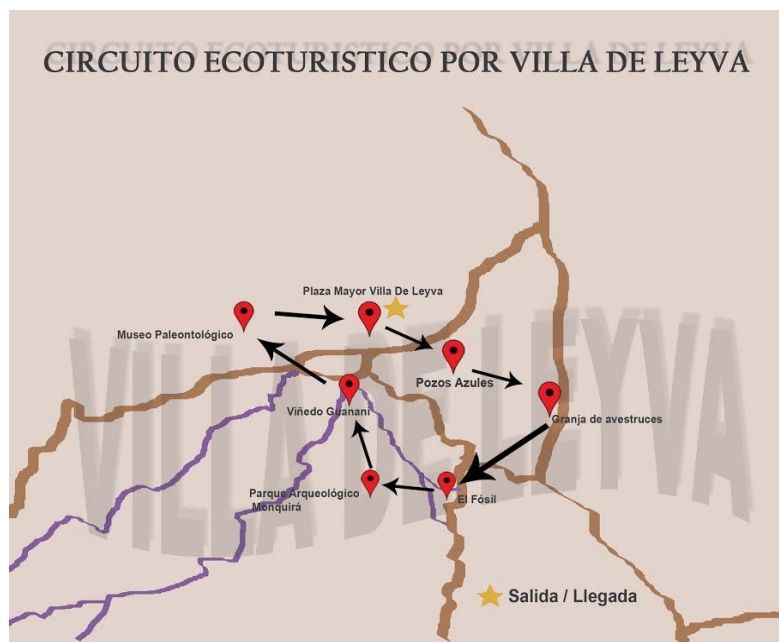 CIRCUITO ECOTURISTICO POR VILLA DE LEYVA
Plaza Mayor Villa De Leyva
Museo Paleontológico
Pozos Azules
Viñedo Guananí
Granja de avestruces
Parque Arqueológico
Monquirá
El Fósil
VILLA DE LEYVA
Salida / Llegada